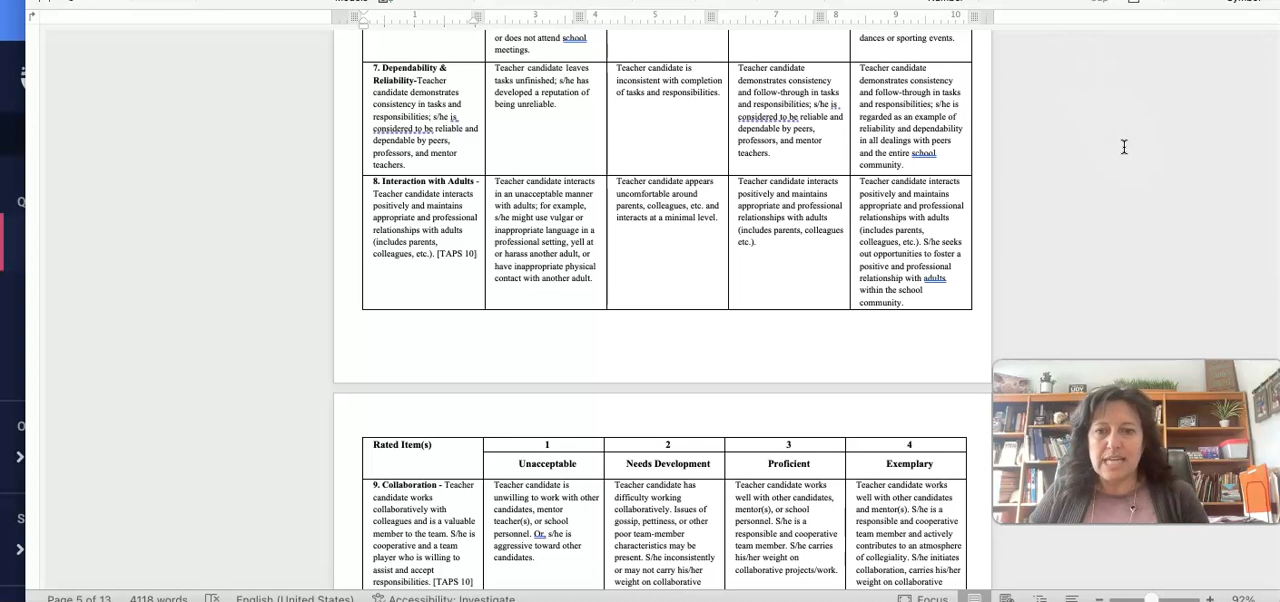 1 3 4 5 6 7 8 9 10
or does not attend school
meetings.
dances or sporting events.
7. Dependability &
Reliability-Teacher
candidate demonstrates
consistency in tasks and
responsibilities; s/he is
considered to be reliable and
dependable by peers,
professors, and mentor
teachers.
Teacher candidate leaves
tasks unfinished; s/he has
developed a reputation of
being unreliable.
Teacher candidate is
inconsistent with completion
of tasks and responsibilities.
Teacher candidate
demonstrates consistency
and follow-through in tasks
and responsibilities; s/he is
considered to be reliable and
dependable by peers,
professors, and mentor
teachers.
Teacher candidate
demonstrates consistency
and follow-through in tasks
and responsibilities; s/he is
regarded as an example of
reliability and dependability
in all dealings with peers
and the entire school
community.
8. Interaction with Adults -
Teacher candidate interacts
positively and maintains
appropriate and professional
relationships with adults
(includes parents,
colleagues, etc.). [TAPS 10]
Teacher candidate interacts
in an unacceptable manner
with adults; for example,
s/he might use vulgar or
inappropriate language in a
professional setting, yell at
or harass another adult, or
have inappropriate physical
contact with another adult.
Teacher candidate appears
uncomfortable around
parents, colleagues, etc. and
interacts at a minimal level.
Teacher candidate interacts
positively and maintains
appropriate and professional
relationships with adults
(includes parents, colleagues
etc.).
Teacher candidate interacts
positively and maintains
appropriate and professional
relationships with adults
(includes parents,
colleagues, etc.). S/he seeks
out opportunities to foster a
positive and professional
relationship with adults
within the school
community.
Rated Item(s) 1 2 3 4
Unacceptable Needs Development Proficient Exemplary
9. Collaboration - Teacher
candidate works
collaboratively with
colleagues and is a valuable
member to the team. S/he is
cooperative and a team
player who is willing to
assist and accept
responsibilities. [TAPS 10]
Teacher candidate is
unwilling to work with other
candidates, mentor
teacher(s), or school
personnel. Or, s/he is
aggressive toward other
candidates.
Teacher candidate has
difficulty working
collaboratively. Issues of
gossip, pettiness, or other
poor team-member
characteristics may be
present. S/he inconsistently
or may not carry his/her
weight on collaborative
Teacher candidate works
well with other candidates,
mentor(s), or school
personnel. S/he is a
responsible and cooperative
team member. S/he carries
his/her weight on
collaborative projects/work.
Teacher candidate works
well with other candidates
and mentor(s). S/he is a
responsible and cooperative
team member and actively
contributes to an atmosphere
of collegiality. S/he initiates
collaboration, carries his/her
weight on collaborative
Page 5 of 13 4118 words English (United States) Accessibility: Investigate Focus 92%